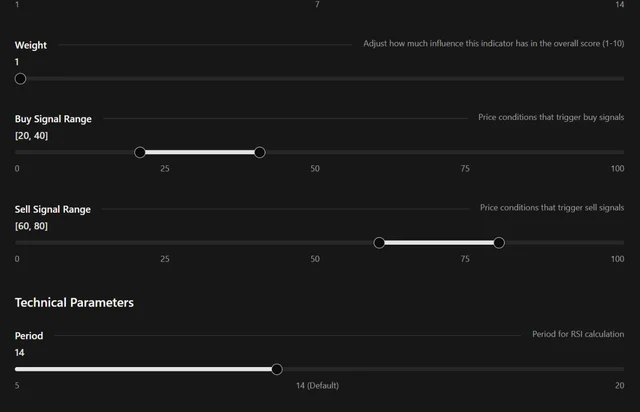 1 7 14
Weight Adjust how much influence this indicator has in the overall score (1-10)
1
Buy Signal Range Price conditions that trigger buy signals
[20, 40]
0 25 50 75 100
Sell Signal Range Price conditions that trigger sell signals
[60, 80]
0 25 50 75 100
Technical Parameters
Period Period for RSI calculation
14
5 14 (Default) 20